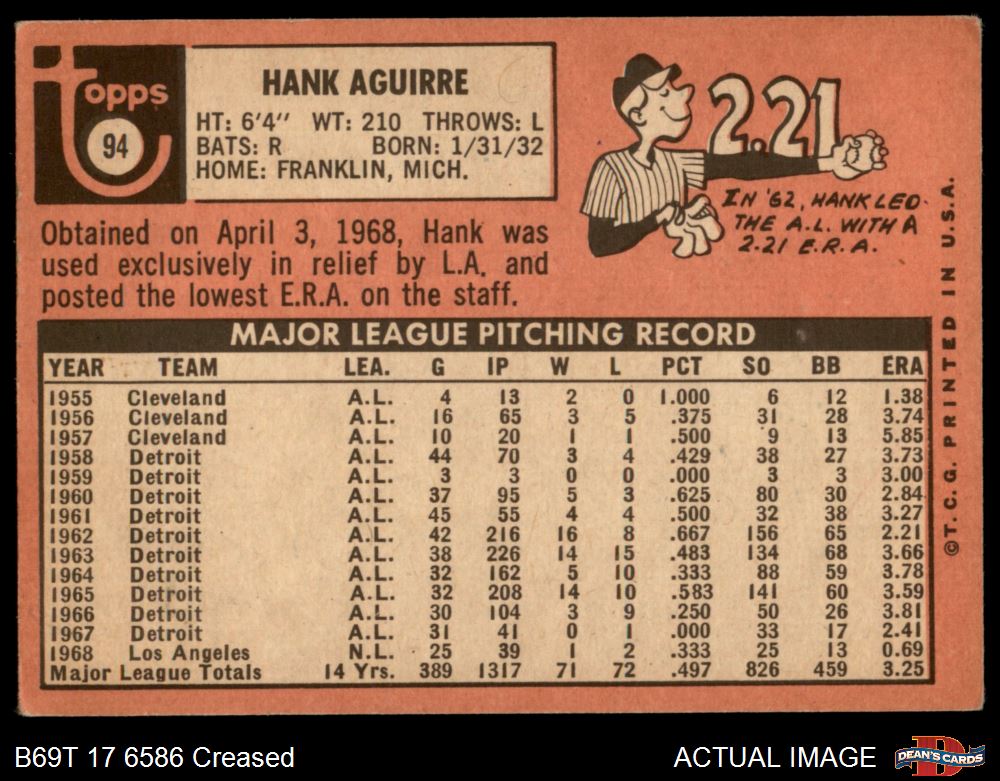 Topps
94
HANK AGUIRRE
HT: 6'4" WT: 210 THROWS: L
BATS: R BORN: 1/31/32
HOME: FRANKLIN, MICH.
2.21
IN '62, HANK LED
THE A.L. WITH A
2.21 E.R.A.
Obtained on April 3, 1968, Hank was
used exclusively in relief by L.A. and
posted the lowest E.R.A. on the staff.
MAJOR LEAGUE PITCHING RECORD
YEAR TEAM LEA. G IP W L PCT SO BB ERA
1955 Cleveland A.L. 4 13 2 0 1.000 6 12 1.38
1956 Cleveland A.L. 16 65 3 5 .375 31 28 3.74
1957 Cleveland A.L. 10 20 1 1 .500 9 13 5.85
1958 Detroit A.L. 44 70 3 4 .429 38 27 3.73
1959 Detroit A.L. 3 3 0 0 .000 3 3 3.00
1960 Detroit A.L. 37 95 5 3 .625 80 30 2.84
1961 Detroit A.L. 45 55 4 4 .500 32 38 3.27
1962 Detroit A.L. 42 216 16 8 .667 156 65 2.21
1963 Detroit A.L. 38 226 14 15 .483 134 68 3.66
1964 Detroit A.L. 32 162 5 10 .333 88 59 3.78
1965 Detroit A.L. 32 208 14 10 .583 141 60 3.59
1966 Detroit A.L. 30 104 3 9 .250 50 26 3.81
1967 Detroit A.L. 31 41 0 1 .000 33 17 2.41
1968 Los Angeles N.L. 25 39 1 2 .333 25 13 0.69
Major League Totals 14 Yrs. 389 1317 71 72 .497 826 459 3.25
©T.C.G. PRINTED IN U.S.A.
B69T 17 6586 Creased
ACTUAL IMAGE
D
DEAN'S CARDS